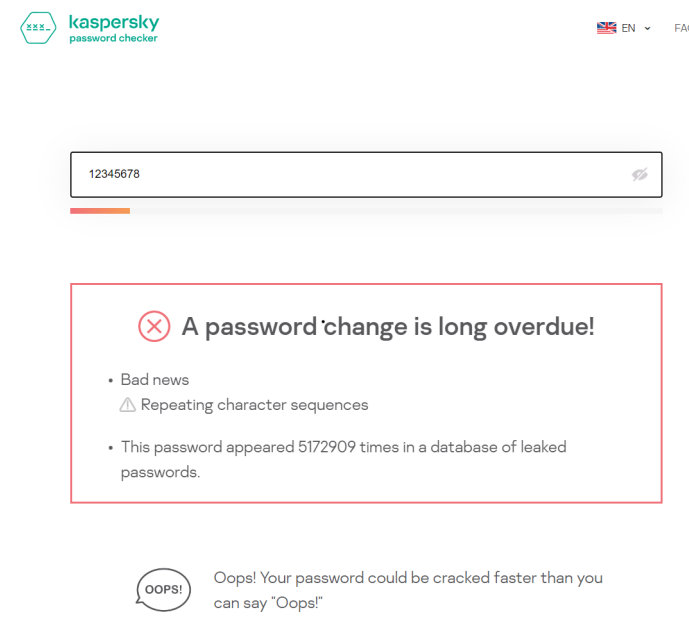 xxx_
kaspersky
password checker
EN
FA
12345678
A password change is long overdue!
• Bad news
Repeating character sequences
• This password appeared 5172909 times in a database of leaked
passwords.
OOPS!
Oops! Your password could be cracked faster than you
can say "Oops!"